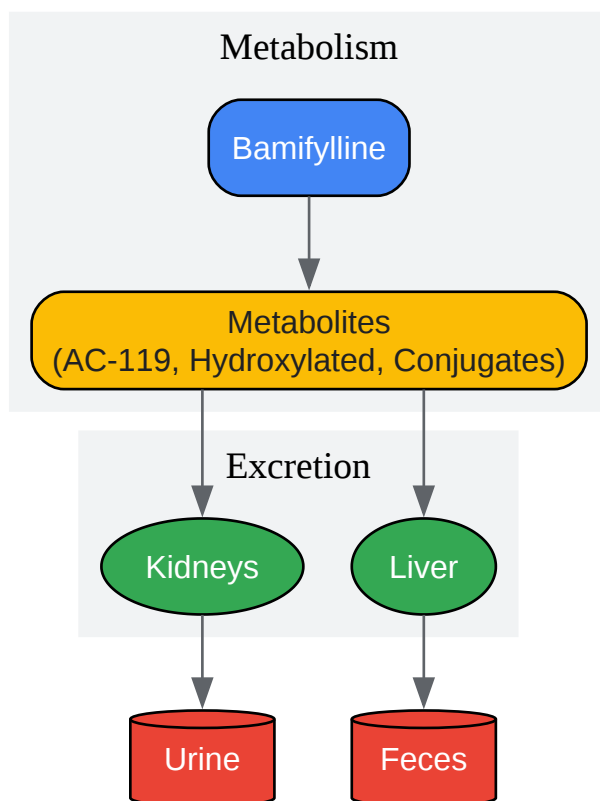 Metabolism
Bamifylline
Metabolites
(AC-119, Hydroxylated, Conjugates)
Excretion
Kidneys
Liver
Urine
Feces